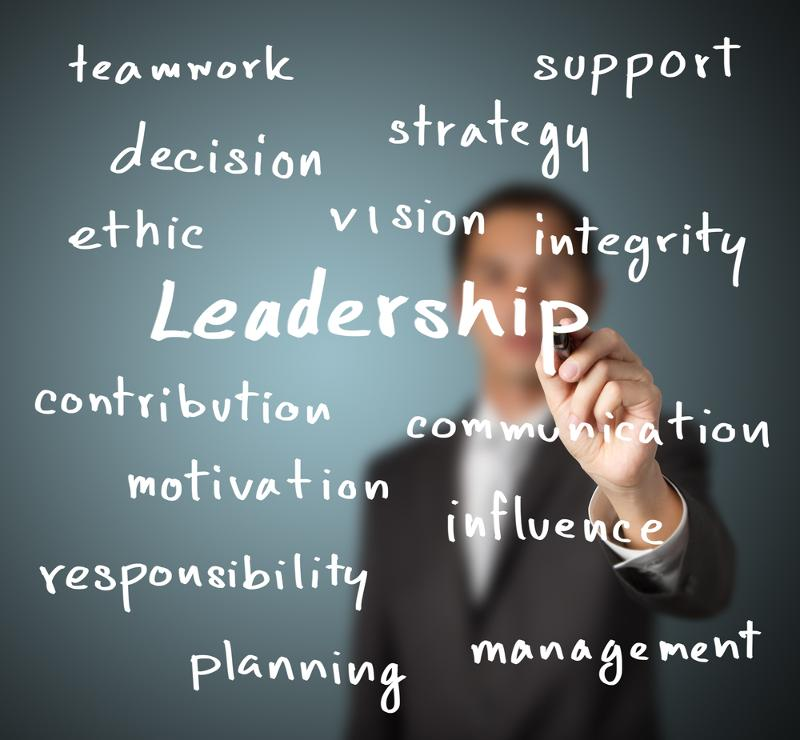 teamwork
support
decision
strategy
ethic
vision
integrity
Leadership
contribution
communication
motivation
influence
responsibility
planning
management